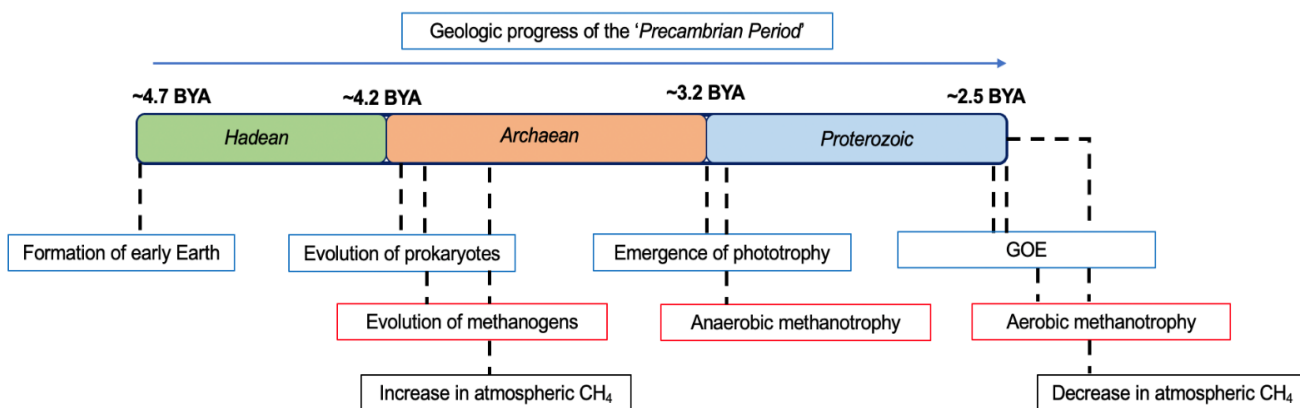 Geologic progress of the ‘Precambrian Period’
~4.7 BYA
~4.2 BYA
~3.2 BYA
~2.5 BYA
Hadean
Archaean
Proterozoic
Formation of early Earth
Evolution of prokaryotes
Emergence of phototrophy
GOE
Evolution of methanogens
Anaerobic methanotrophy
Aerobic methanotrophy
Increase in atmospheric CH₄
Decrease in atmospheric CH₄